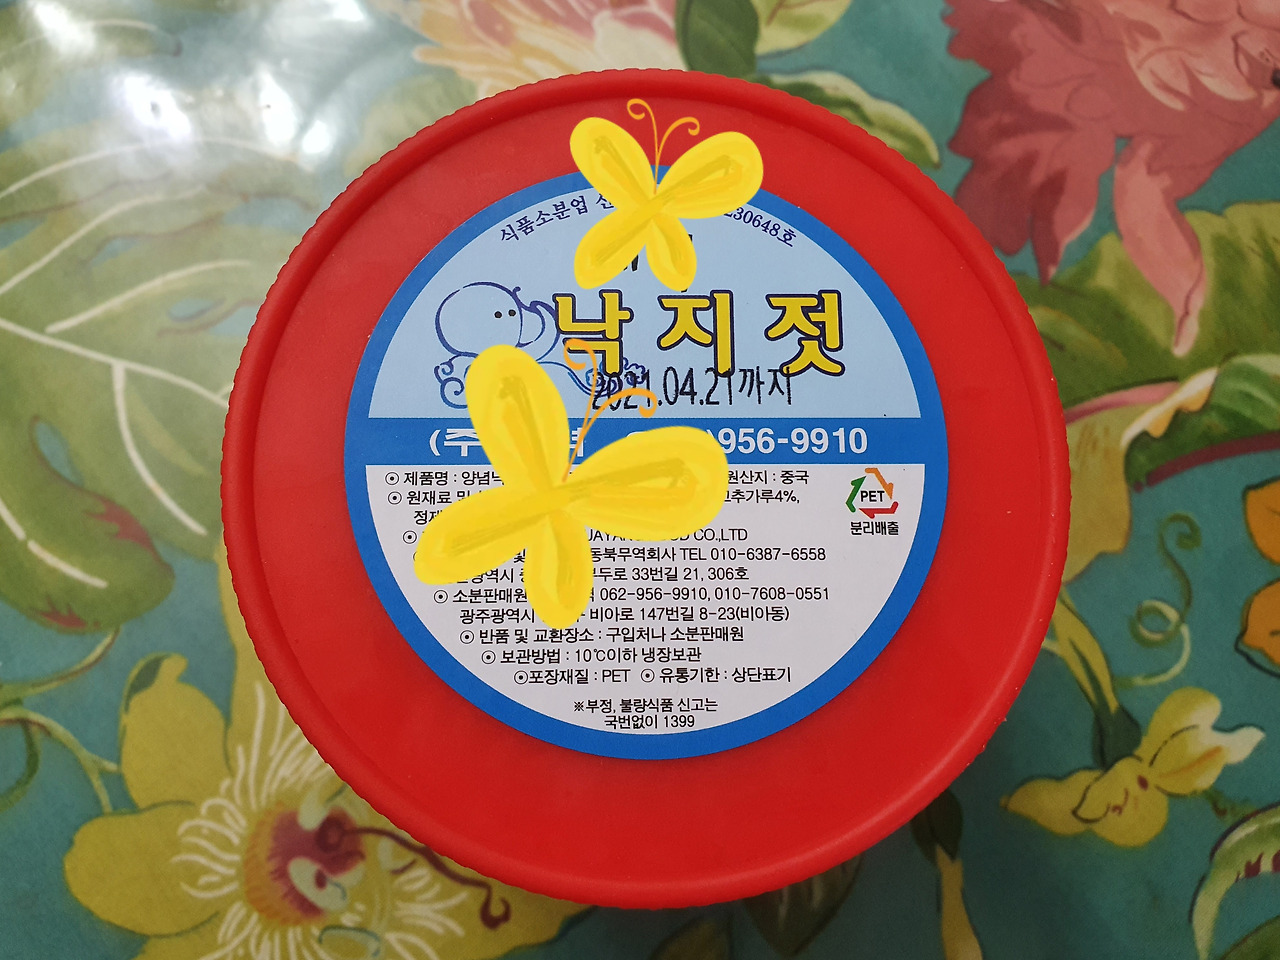 식품소분업 230648호
낙지젓
2021.04.21까지
(주 956-9910
⊙ 제품명 : 양념 원산지 : 중국
⊙ 원재료 및 고추가루4%,
정제
CO.,LTD
동북무역회사 TEL 010-6387-6558
광역시 부두로 33번길 21, 306호
⊙ 소분판매원 062-956-9910, 010-7608-0551
광주광역시 비아로 147번길 8-23(비아동)
⊙ 반품 및 교환장소 : 구입처나 소분판매원
⊙ 보관방법 : 10℃이하 냉장보관
⊙포장재질 : PET ⊙ 유통기한 : 상단표기
※부정, 불량식품 신고는
국번없이 1399
PET
분리배출